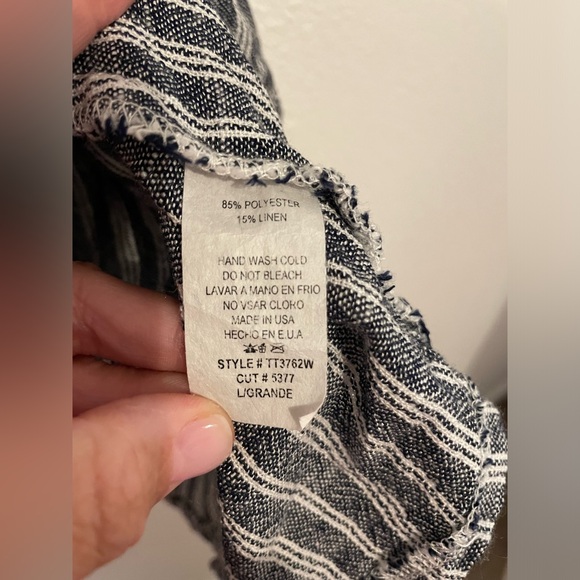 85% POLYESTER
15% LINEN
HAND WASH COLD
DO NOT BLEACH
LAVAR A MANO EN FRIO
NO VSAR CLORO
MADE IN USA
HECHO EN E.U.A
STYLE # TT3762W
CUT # 5377
L/GRANDE